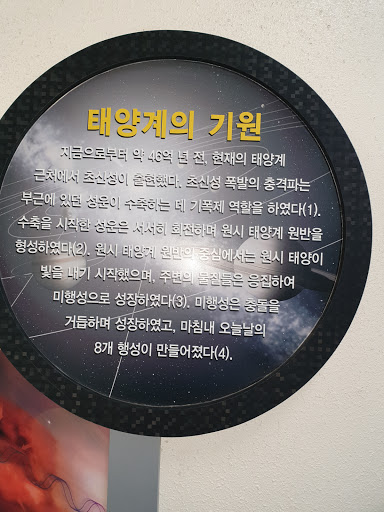 태양계의 기원
지금으로부터 약 46억 년 전, 현재의 태양계
근처에서 초신성이 출현했다. 초신성 폭발의 충격파는
부근에 있던 성운이 수축하는 데 기폭제 역할을 하였다(1).
수축을 시작한 성운은 서서히 회전하며 원시 태양계 원반을
형성하였다(2). 원시 태양계 원반의 중심에서는 원시 태양이
빛을 내기 시작했으며, 주변의 물질들은 응집하여
미행성으로 성장하였다(3). 미행성은 충돌을
거듭하며 성장하였고, 마침내 오늘날의
8개 행성이 만들어졌다(4).